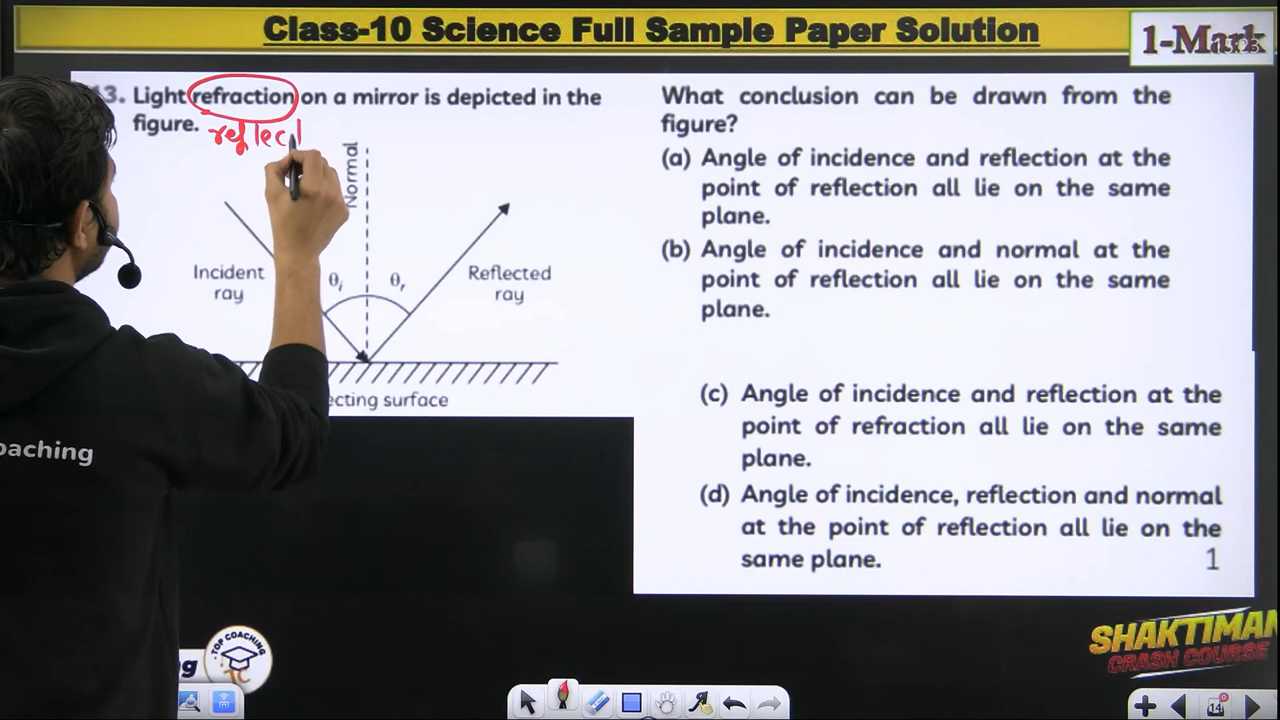 Class-10 Science Full Sample Paper Solution
1-Mark
13. Light refraction on a mirror is depicted in the
figure.
reflect
Normal
Incident
ray
θi
θr
Reflected
ray
ecting surface
What conclusion can be drawn from the
figure?
(a) Angle of incidence and reflection at the
point of reflection all lie on the same
plane.
(b) Angle of incidence and normal at the
point of reflection all lie on the same
plane.
(c) Angle of incidence and reflection at the
point of refraction all lie on the same
plane.
(d) Angle of incidence, reflection and normal
at the point of reflection all lie on the
same plane.
1
oaching
TOP COACHING
TC
g
SHAKTIMAN
CRASH COURSE
14